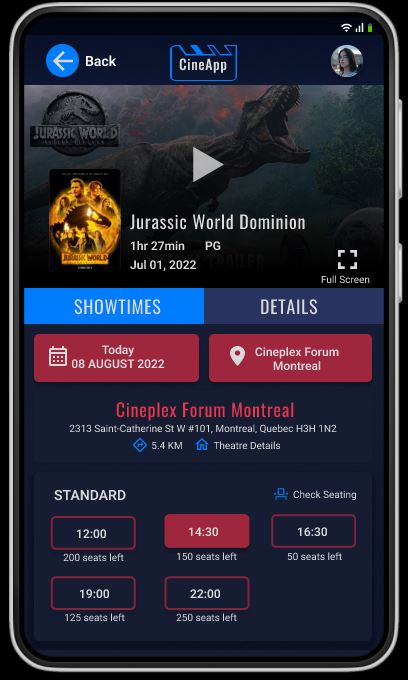 Back
CineApp
JURASSIC WORLD
JURASSIC WORLD
Jurassic World Dominion
1hr 27min PG
Jul 01, 2022
TRAILER
Full Screen
SHOWTIMES DETAILS
Today
08 AUGUST 2022
Cineplex Forum
Montreal
Cineplex Forum Montreal
2313 Saint-Catherine St W #101, Montreal, Quebec H3H 1N2
5.4 KM Theatre Details
STANDARD Check Seating
12:00 14:30 16:30
200 seats left 150 seats left 50 seats left
19:00 22:00
125 seats left 250 seats left